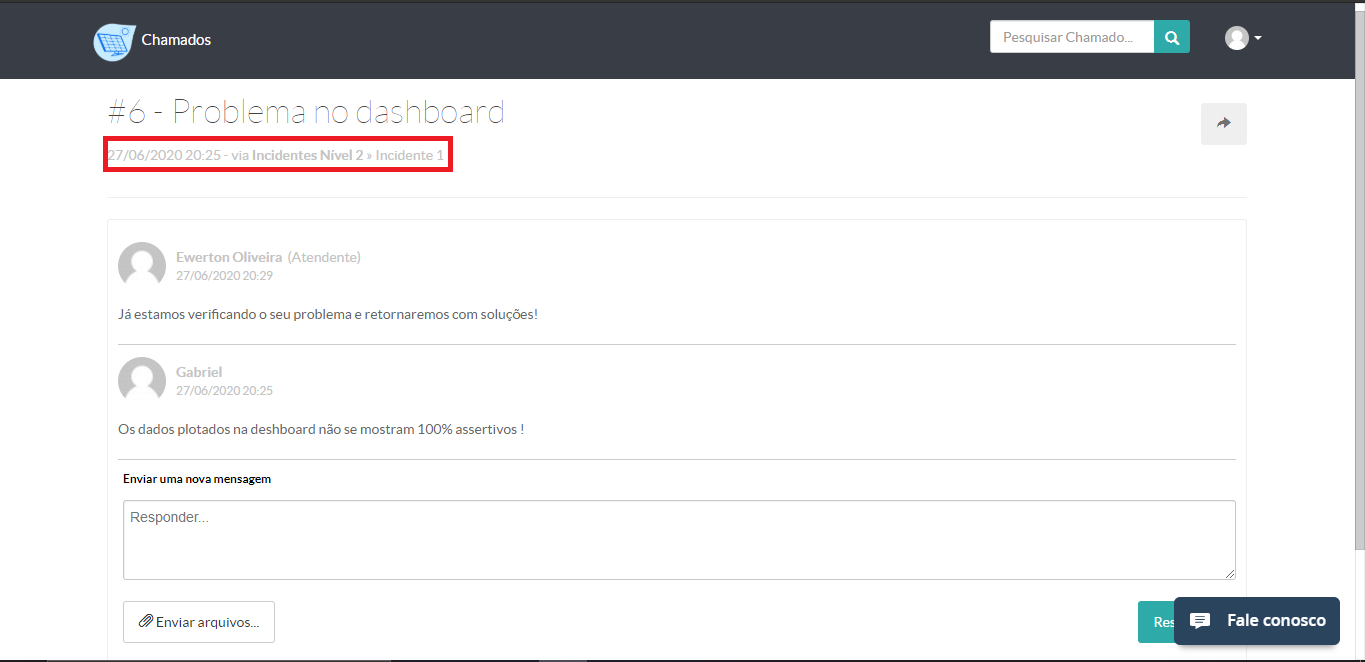 Chamados
Pesquisar Chamado...
#6 - Problema no dashboard
27/06/2020 20:25 - via Incidentes Nível 2 » Incidente 1
Ewerton Oliveira (Atendente)
27/06/2020 20:29
Já estamos verificando o seu problema e retornaremos com soluções!
Gabriel
27/06/2020 20:25
Os dados plotados na deshboard não se mostram 100% assertivos !
Enviar uma nova mensagem
Responder...
Enviar arquivos...
Fale conosco